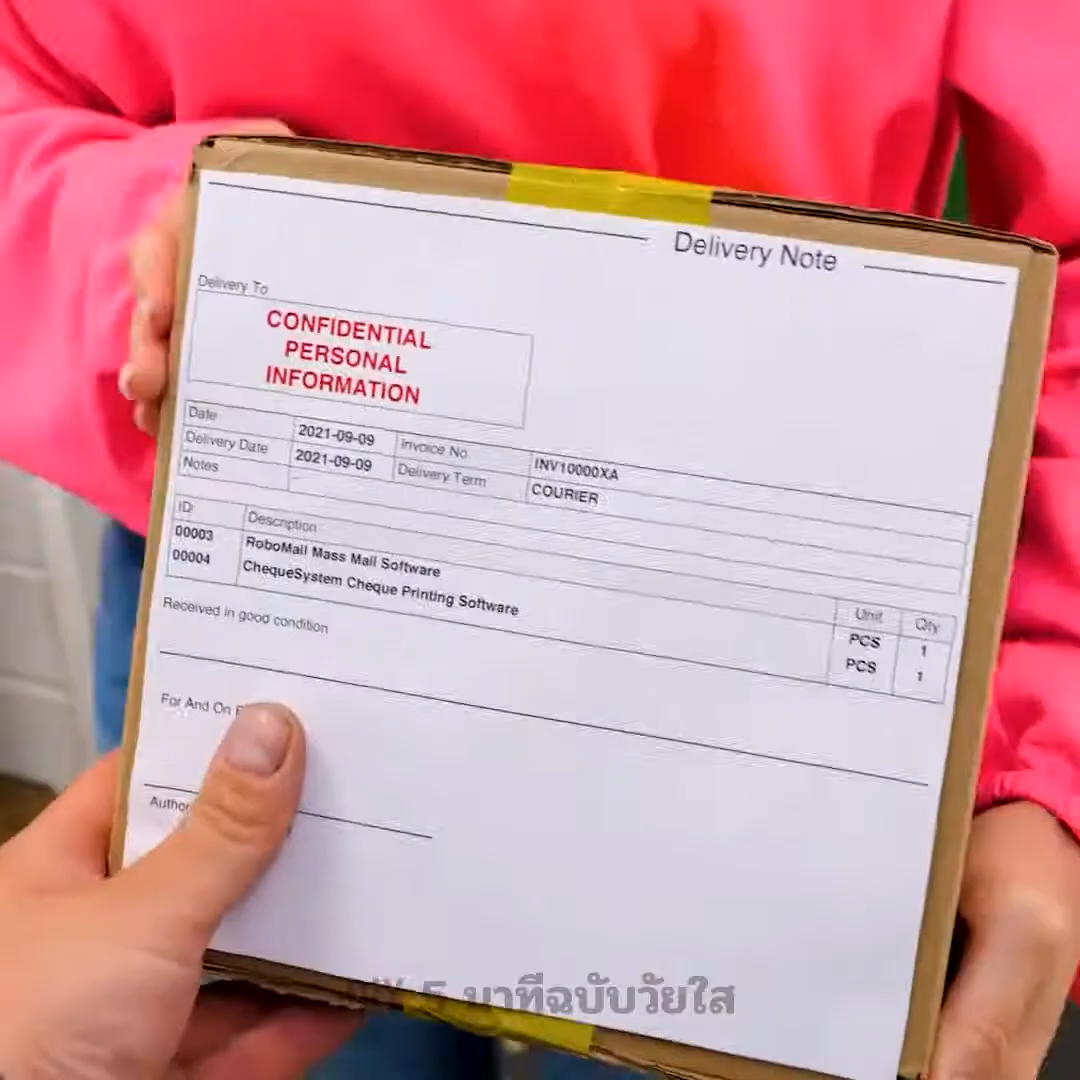 Delivery Note
Delivery To
CONFIDENTIAL
PERSONAL
INFORMATION
Date 2021-09-09 Invoice No INV10000XA
Delivery Date 2021-09-09 Delivery Term COURIER
Notes
ID Description Unit Qty
00003 RoboMail Mass Mail Software PCS 1
00004 ChequeSystem Cheque Printing Software PCS 1
Received in good condition
For And On
5 นาทีฉบับวัยใส